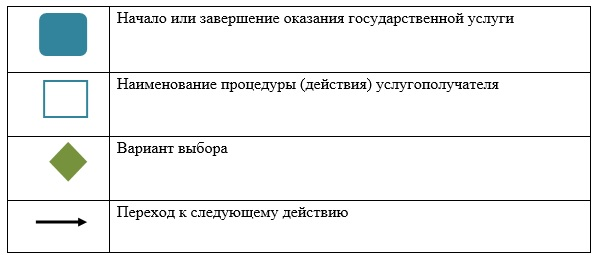 Начало или завершение оказания государственной услуги
Наименование процедуры (действия) услугополучателя
Вариант выбора
Переход к следующему действию